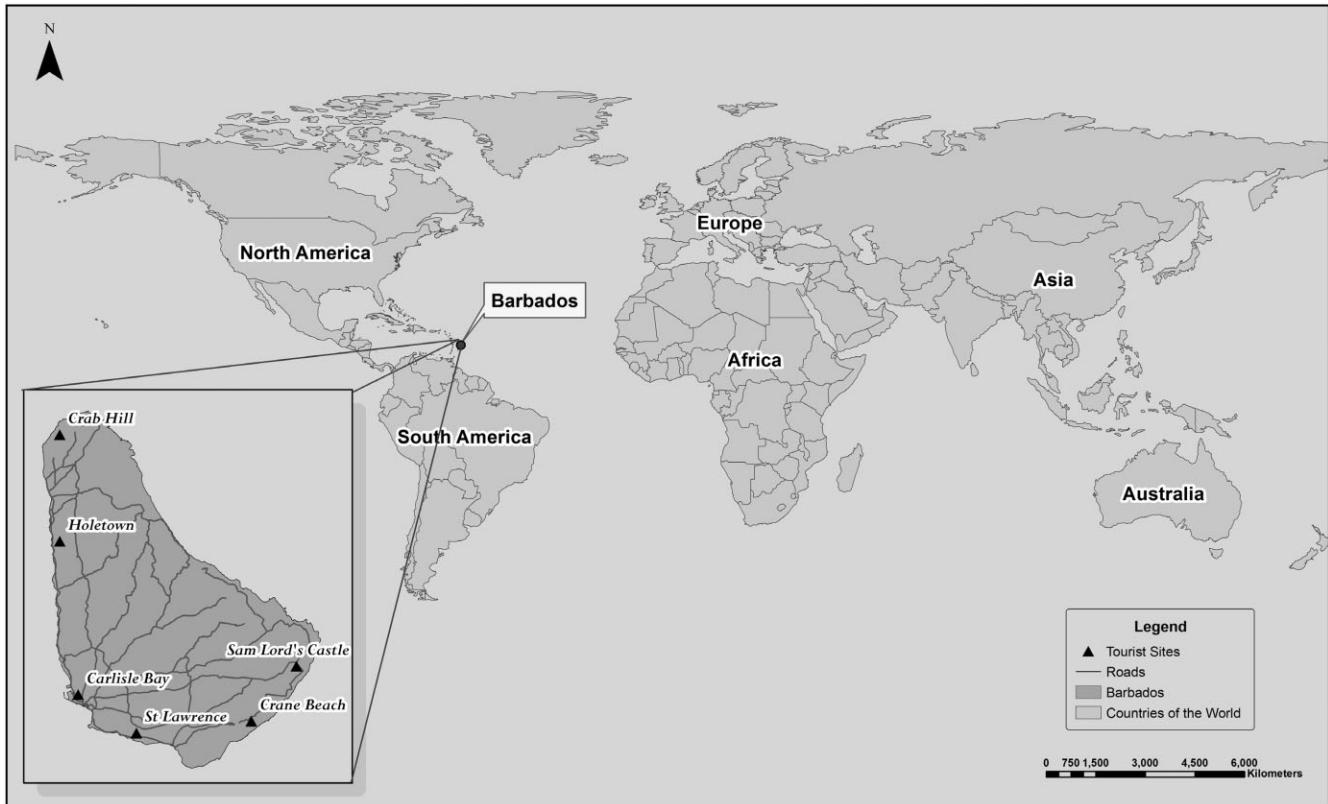 N
North America
Europe
Asia
Barbados
Africa
South America
Australia
Crab Hill
Holetown
Sam Lord's Castle
Carlisle Bay
Crane Beach
St Lawrence
Legend
Tourist Sites
Roads
Barbados
Countries of the World
0 750 1,500 3,000 4,500 6,000
Kilometers